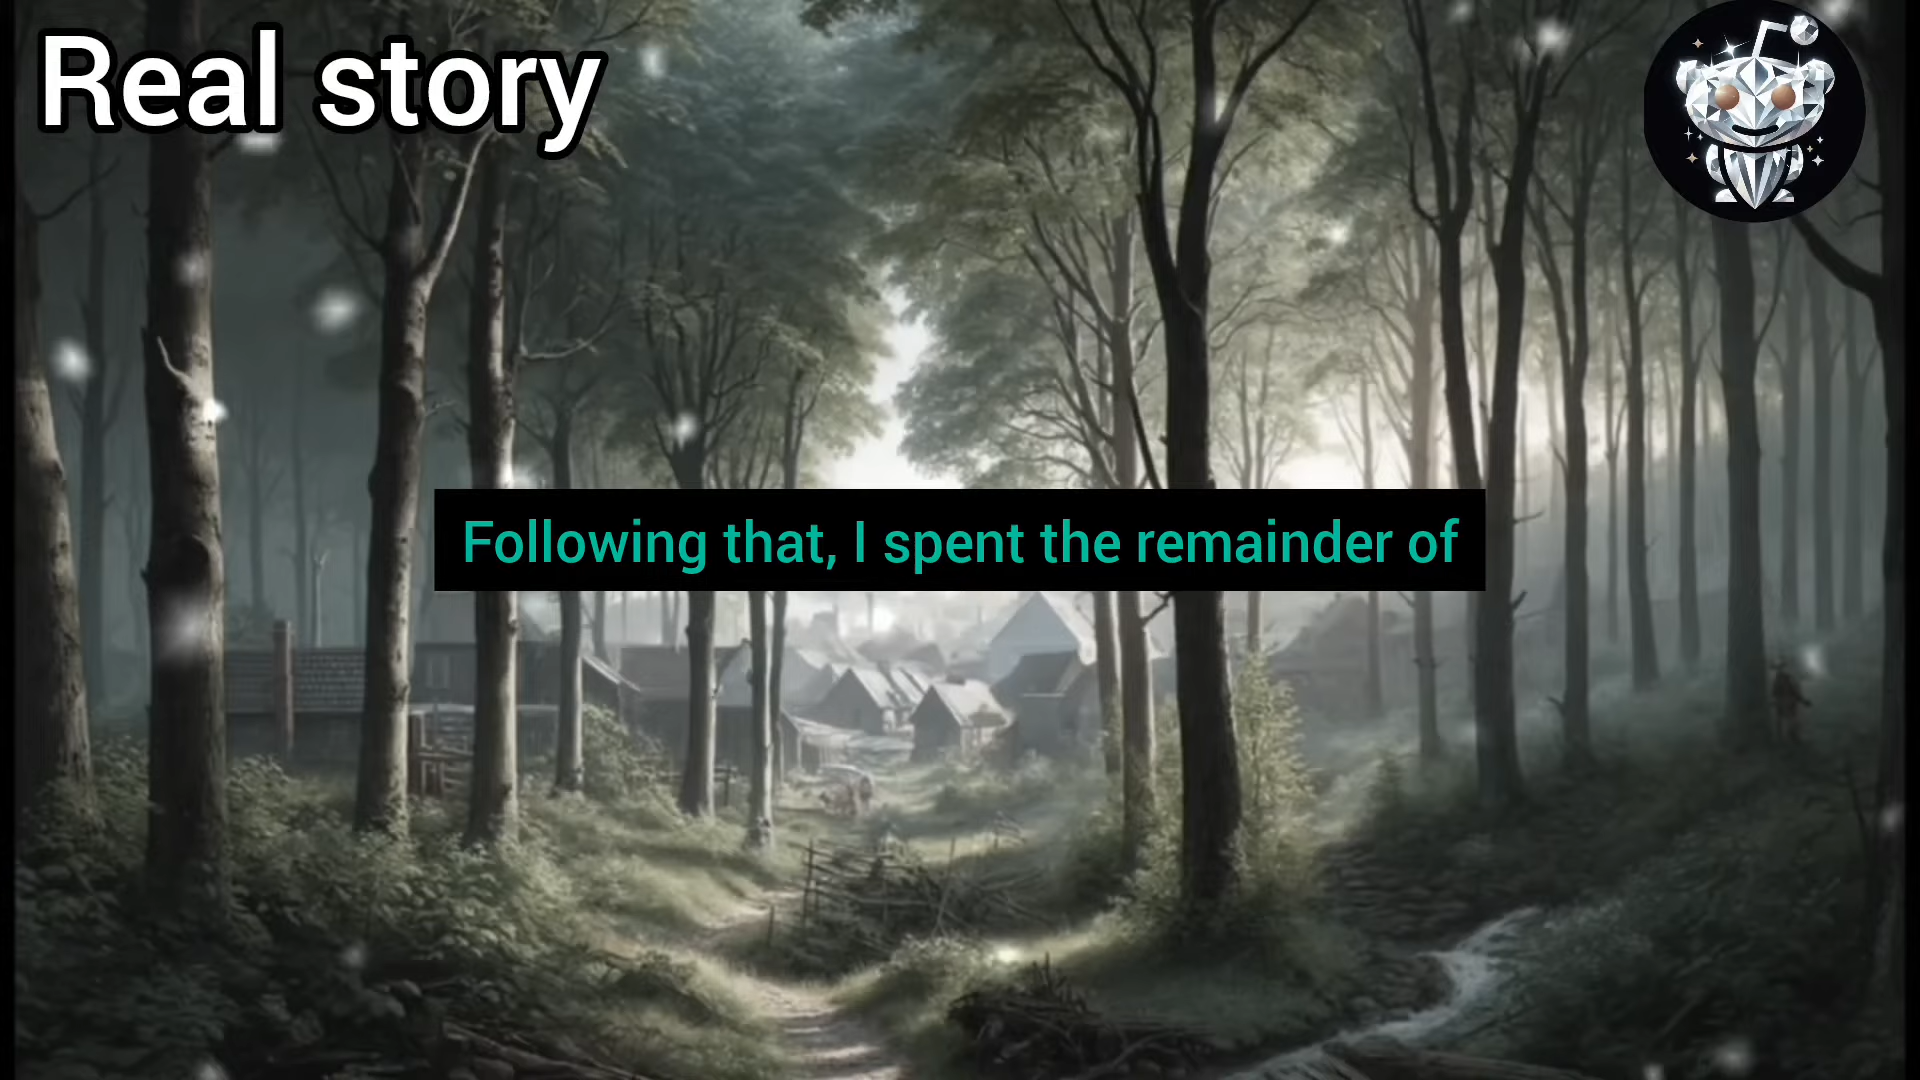 Real story
Following that, I spent the remainder of